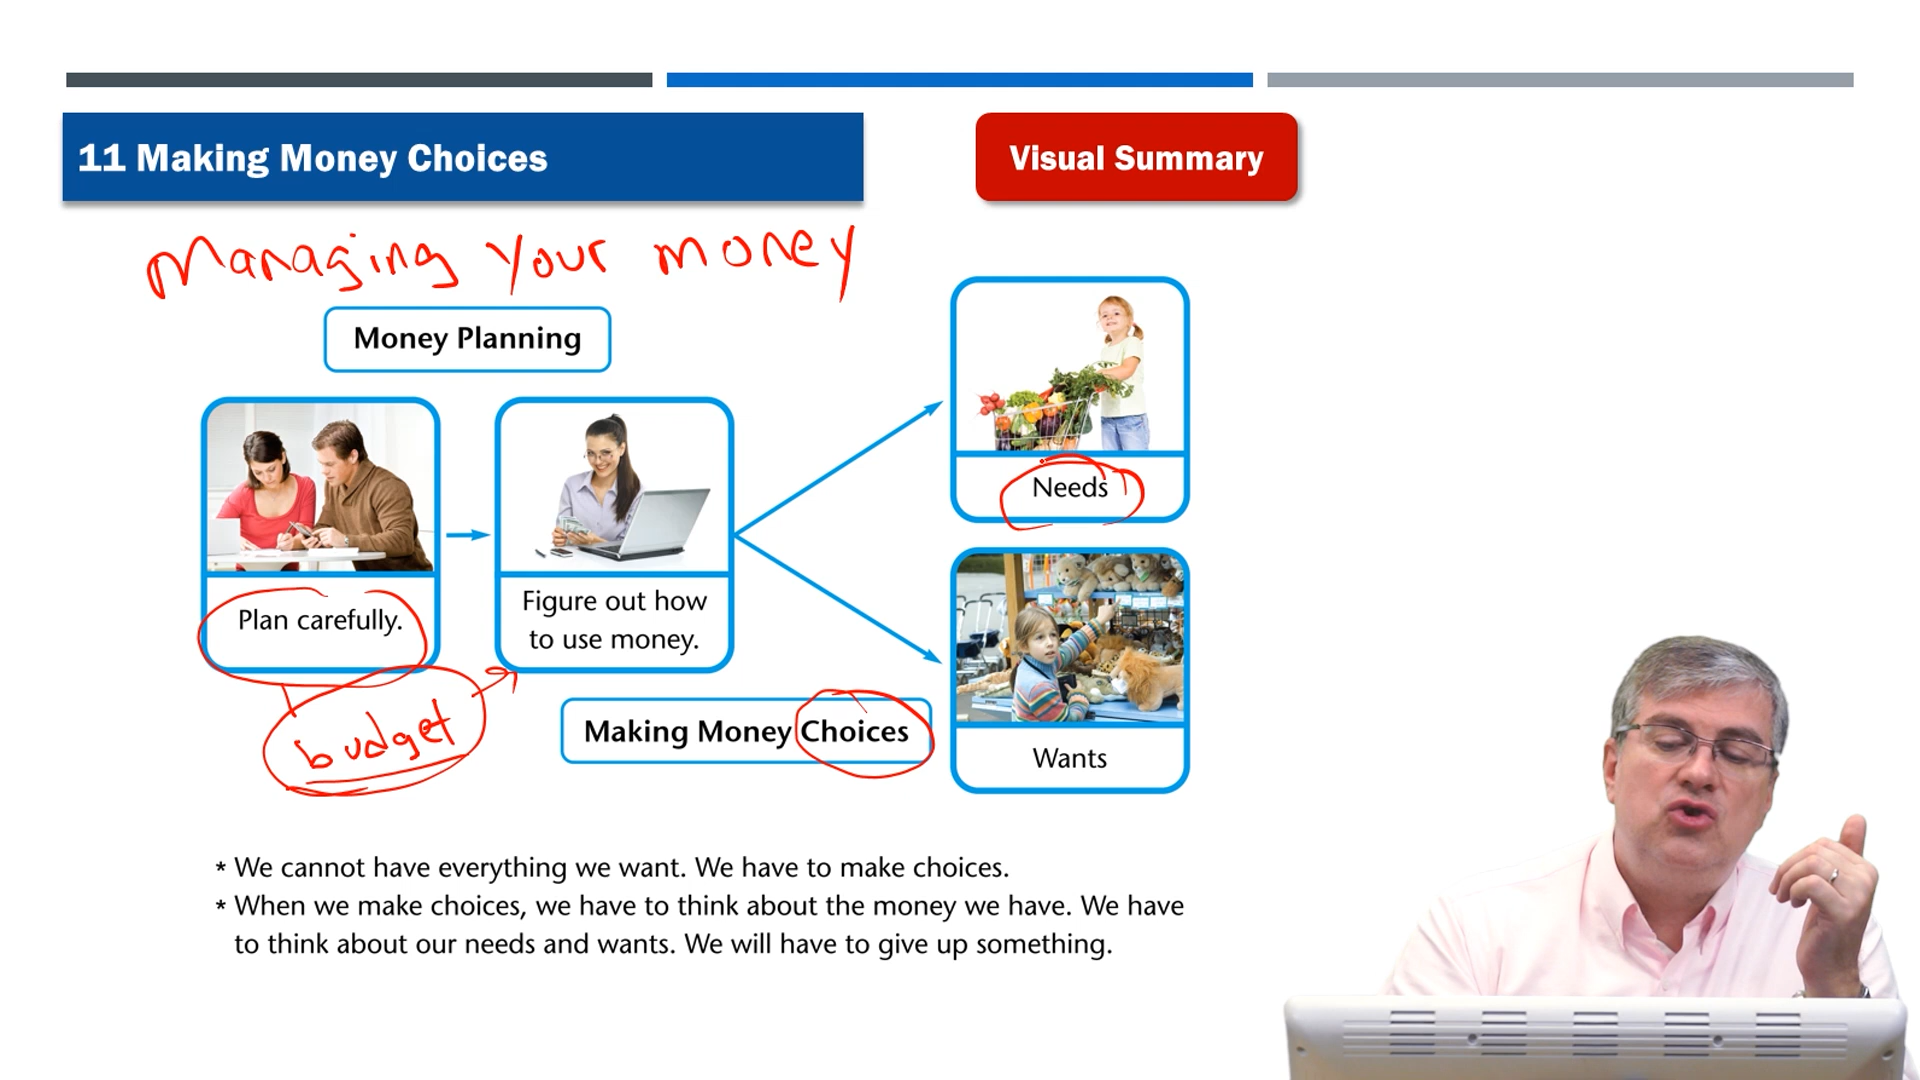 11 Making Money Choices
Visual Summary
Managing your money
Money Planning
Plan carefully.
Figure out how
to use money.
Needs
budget
Making Money Choices
Wants
* We cannot have everything we want. We have to make choices.
* When we make choices, we have to think about the money we have. We have
to think about our needs and wants. We will have to give up something.